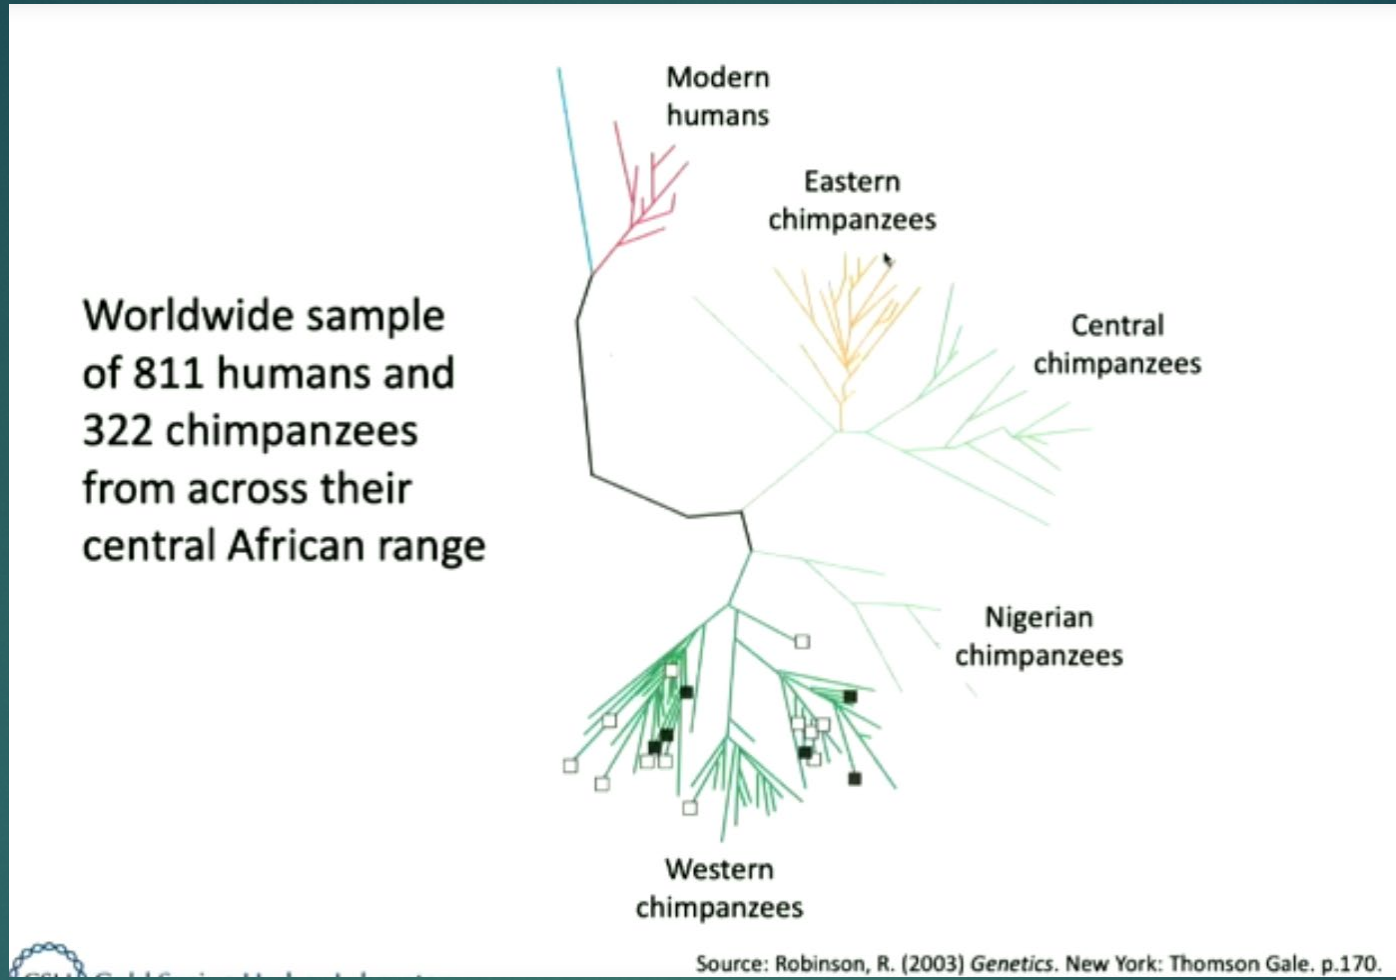 Modern
humans
Eastern
chimpanzees
Central
chimpanzees
Worldwide sample
of 811 humans and
322 chimpanzees
from across their
central African range
Nigerian
chimpanzees
Western
chimpanzees
Source: Robinson, R. (2003) Genetics. New York: Thomson Gale. p.170.